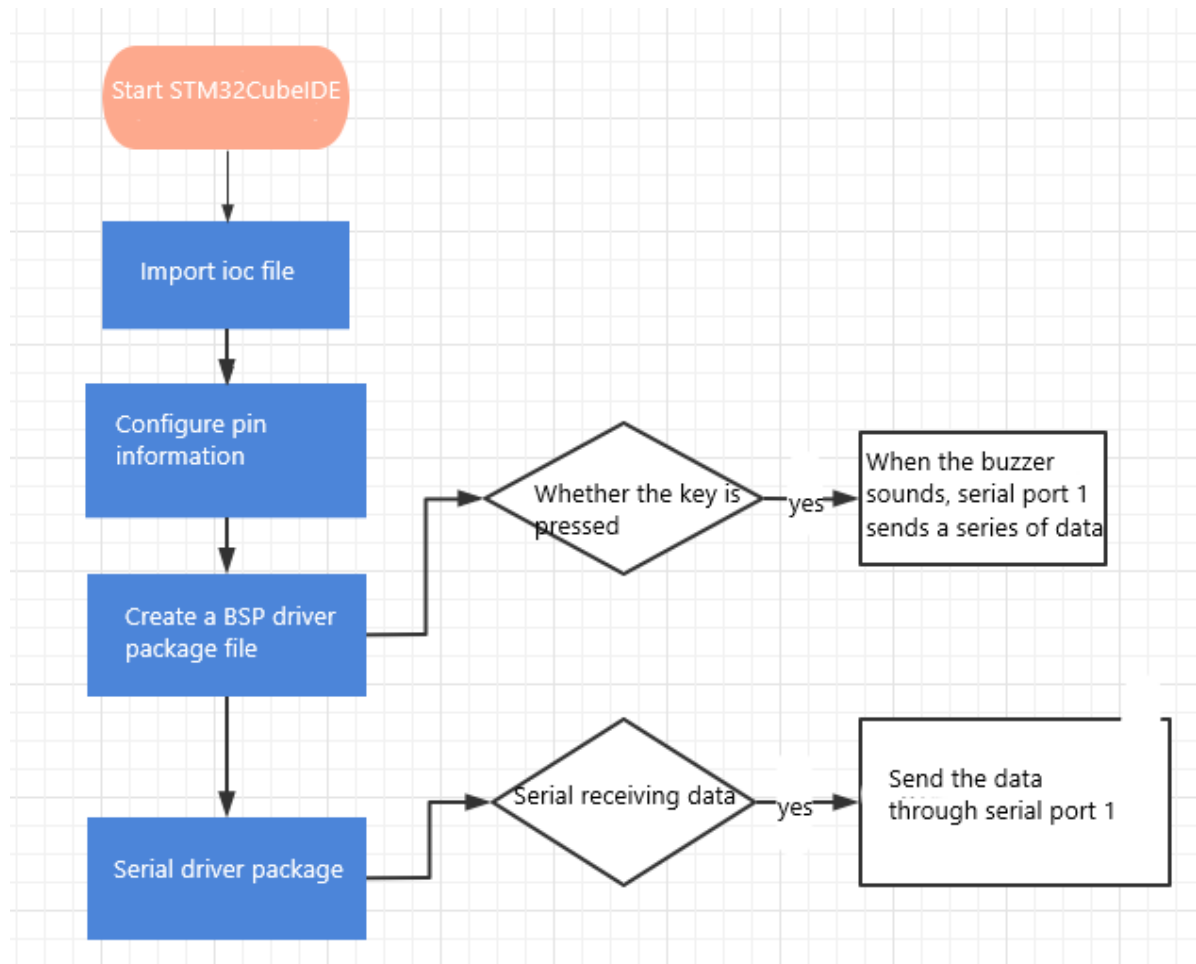 Start STM32CubeIDE
Import ioc file
Configure pin
information
Whether the key is
pressed
yes
When the buzzer
sounds, serial port 1
sends a series of data
Create a BSP driver
package file
Serial receiving data
yes
Send the data
through serial port 1
Serial driver package